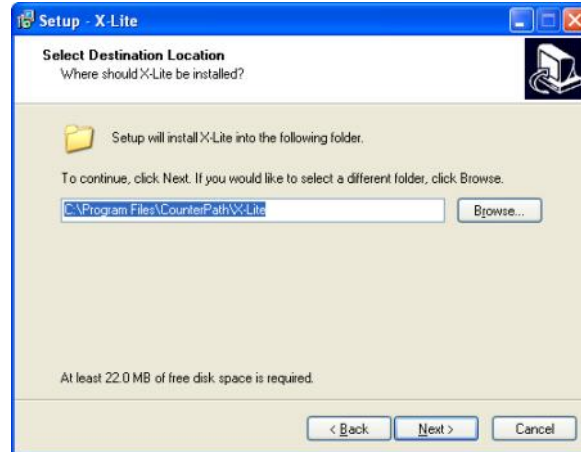 Setup - X-Lite
Select Destination Location
Where should X-Lite be installed?
Setup will install X-Lite into the following folder.
To continue, click Next. If you would like to select a different folder, click Browse.
C:\Program Files\CounterPath\X-Lite
Browse...
At least 22.0 MB of free disk space is required.
< Back
Next >
Cancel